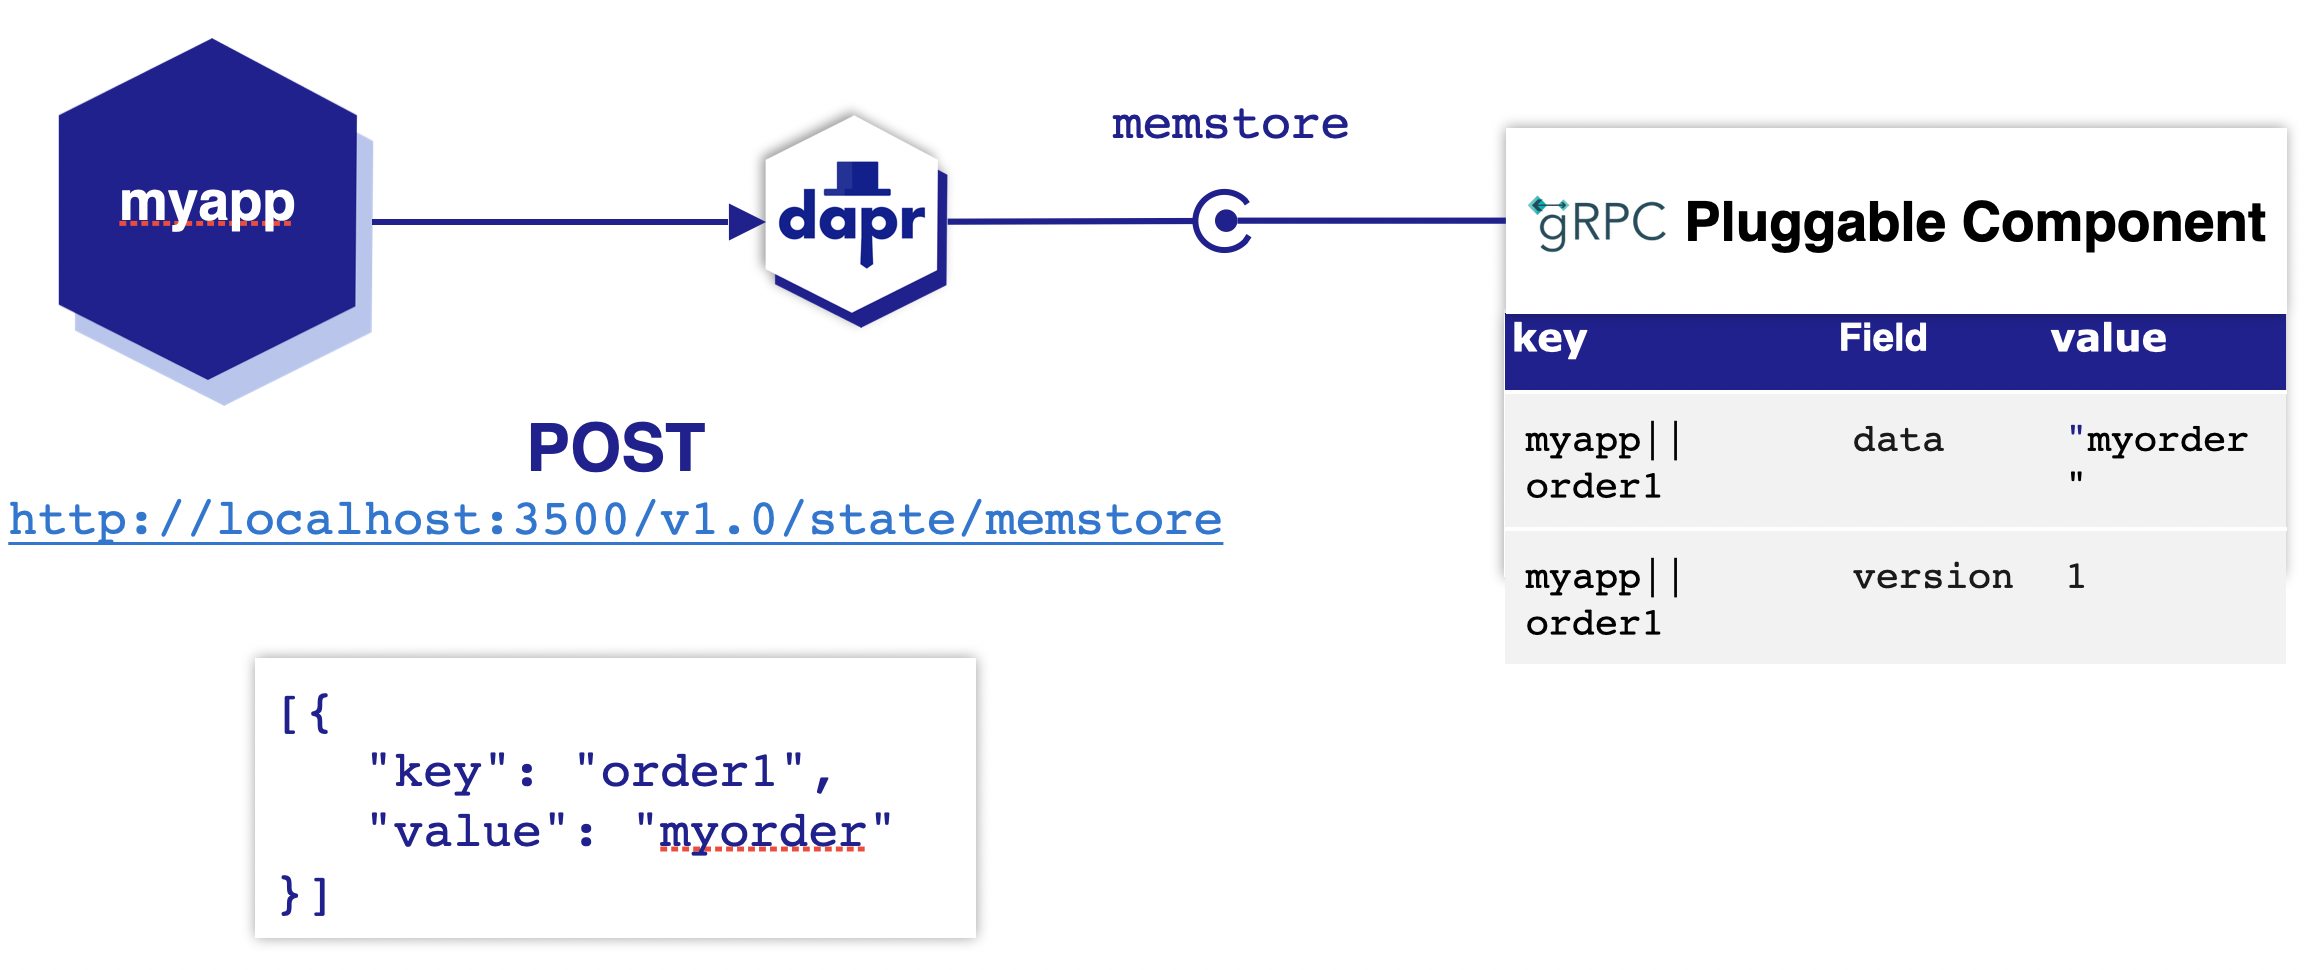 myapp
dapr
memstore
gRPC Pluggable Component
key Field value
myapp|| data "myorder
order1 "
myapp|| version 1
order1
POST
http://localhost:3500/v1.0/state/memstore
[{
"key": "order1",
"value": "myorder"
}]